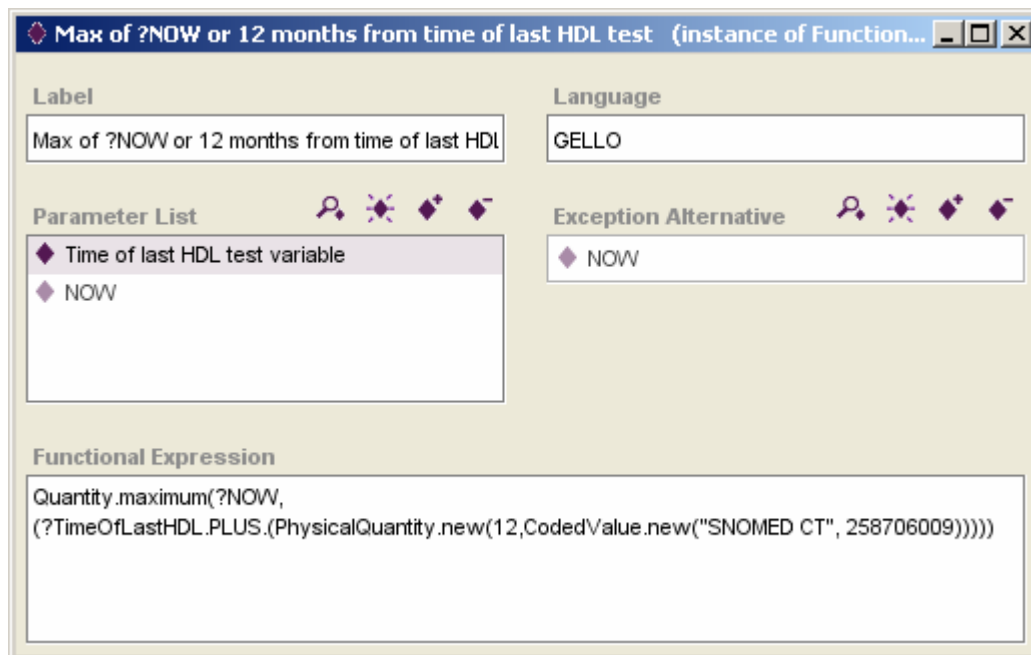 Max of ?NOW or 12 months from time of last HDL test (instance of Function...
Label
Language
Max of ?NOW or 12 months from time of last HDL
GELLO
Parameter List
Exception Alternative
Time of last HDL test variable
NOW
NOW
Functional Expression
Quantity.maximum(?NOW,
(?TimeOfLastHDL.PLUS.(PhysicalQuantity.new(12,CodedValue.new("SNOMED CT", 258706009)))))